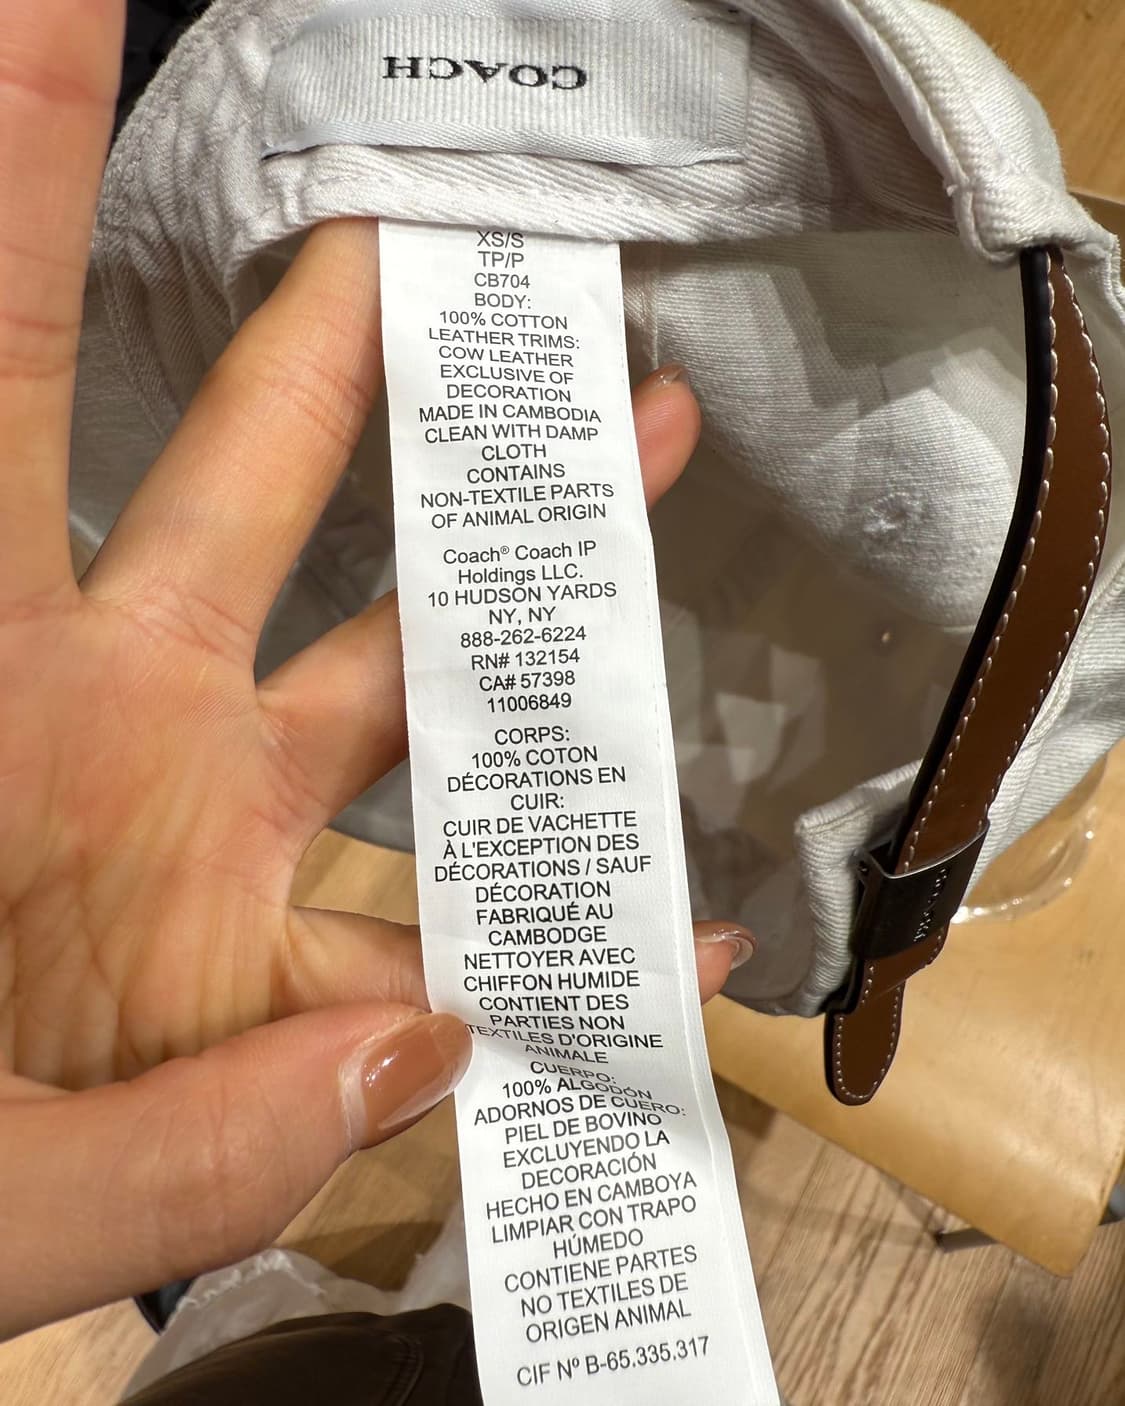 COACH
XS/S
TP/P
CB704
BODY:
100% COTTON
LEATHER TRIMS:
COW LEATHER
EXCLUSIVE OF
DECORATION
MADE IN CAMBODIA
CLEAN WITH DAMP
CLOTH
CONTAINS
NON-TEXTILE PARTS
OF ANIMAL ORIGIN
Coach® Coach IP
Holdings LLC.
10 HUDSON YARDS
NY, NY
888-262-6224
RN# 132154
CA# 57398
11006849
CORPS:
100% COTON
DÉCORATIONS EN
CUIR:
CUIR DE VACHETTE
À L'EXCEPTION DES
DÉCORATIONS / SAUF
DÉCORATION
FABRIQUÉ AU
CAMBODGE
NETTOYER AVEC
CHIFFON HUMIDE
CONTIENT DES
PARTIES NON
TEXTILES D'ORIGINE
ANIMALE
CUERPO:
100% ALGODÓN
ADORNOS DE CUERO:
PIEL DE BOVINO
EXCLUYENDO LA
DECORACIÓN
HECHO EN CAMBOYA
LIMPIAR CON TRAPO
HÚMEDO
CONTIENE PARTES
NO TEXTILES DE
ORIGEN ANIMAL
CIF Nº B-65.335.317